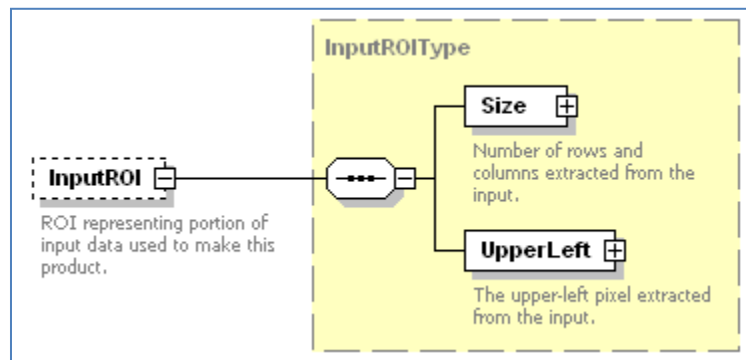 InputROIType
Size
Number of rows and
columns extracted from the
input.
InputROI
ROI representing portion of
input data used to make this
product.
UpperLeft
The upper-left pixel extracted
from the input.